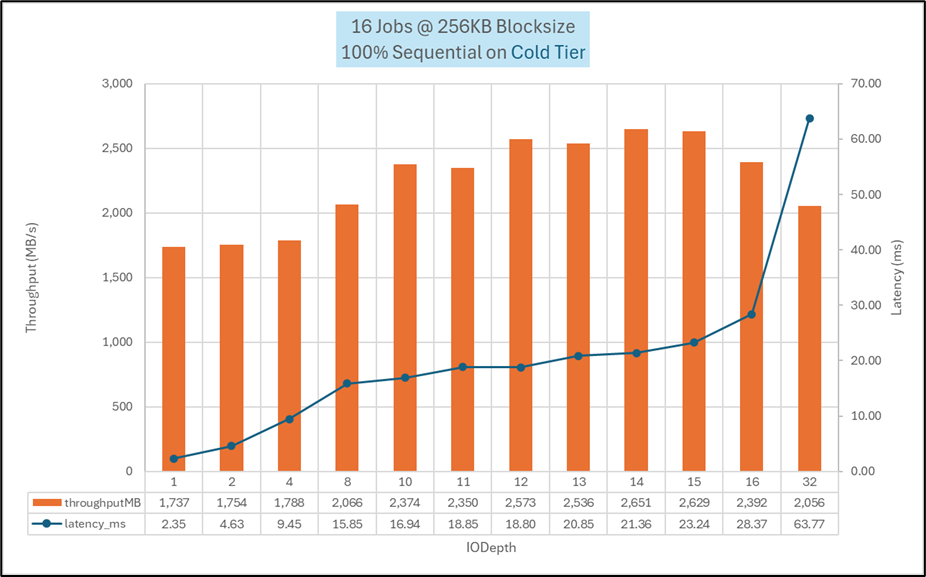 16 Jobs @ 256KB Blocksize
100% Sequential on Cold Tier
3,000
2,500
2,000
1,500
1,000
500
0
Throughput (MB/s)
70.00
60.00
50.00
40.00
30.00
20.00
10.00
0.00
Latency (ms)
1 2 4 8 10 11 12 13 14 15 16 32
throughputMB 1,737 1,754 1,788 2,066 2,374 2,350 2,573 2,536 2,651 2,629 2,392 2,056
latency_ms 2.35 4.63 9.45 15.85 16.94 18.85 18.80 20.85 21.36 23.24 28.37 63.77
IODepth